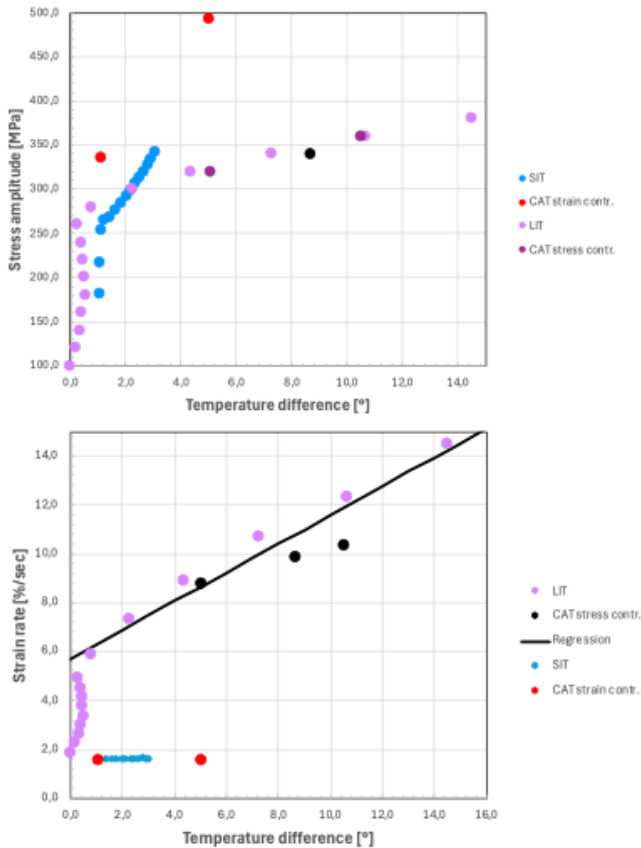 500,0
450,0
400,0
350,0
300,0
250,0
200,0
150,0
100,0
Stress amplitude [MPa]
0,0 2,0 4,0 6,0 8,0 10,0 12,0 14,0
Temperature difference [°]
SIT
CAT strain contr.
LIT
CAT stress contr.
14,0
12,0
10,0
8,0
6,0
4,0
2,0
0,0
Strain rate [%/sec]
0,0 2,0 4,0 6,0 8,0 10,0 12,0 14,0 16,0
Temperature difference [°]
LIT
CAT stress contr.
Regression
SIT
CAT strain contr.